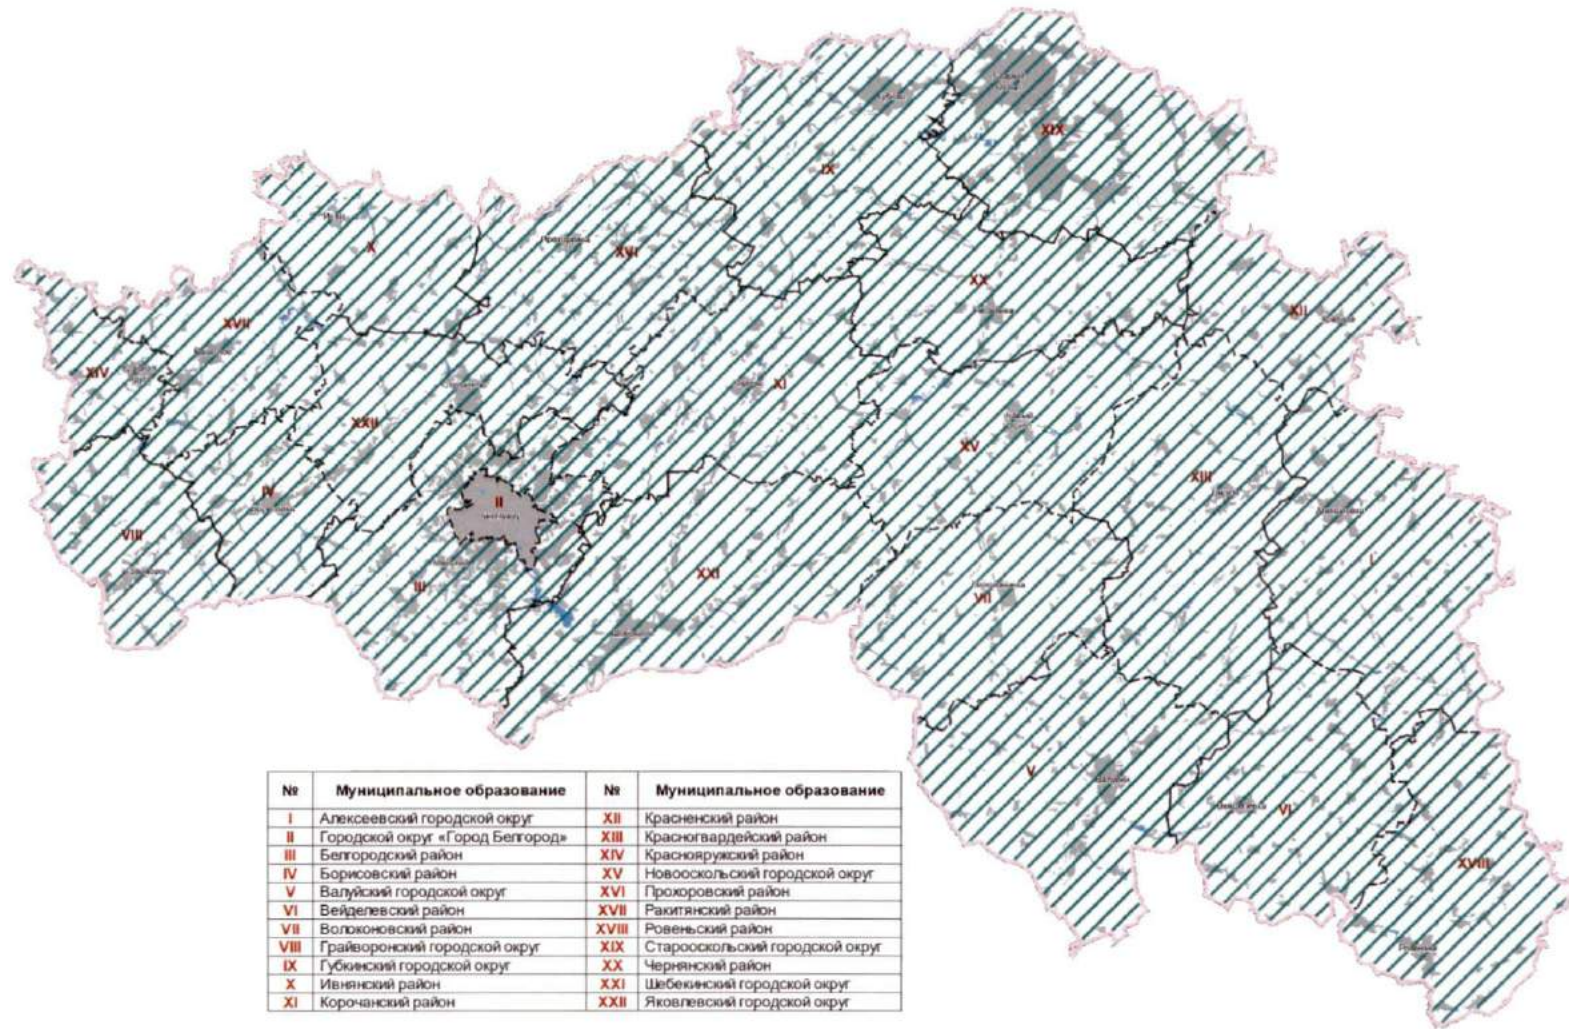 XIX
IX
X
XVI
XX
XII
XVII
XIV
XI
XXII
XV
XIII
IV
II
VIII
I
XXI
III
VII
V
VI
XVIII
№ Муниципальное образование № Муниципальное образование
I Алексеевский городской округ XII Красненский район
II Городской округ «Город Белгород» XIII Красногвардейский район
III Белгородский район XIV Краснояружский район
IV Борисовский район XV Новооскольский городской округ
V Валуйский городской округ XVI Прохоровский район
VI Вейделевский район XVII Ракитянский район
VII Волоконовский район XVIII Ровеньский район
VIII Грайворонский городской округ XIX Старооскольский городской округ
IX Губкинский городской округ XX Чернянский район
X Ивнянский район XXI Шебекинский городской округ
XI Корочанский район XXII Яковлевский городской округ